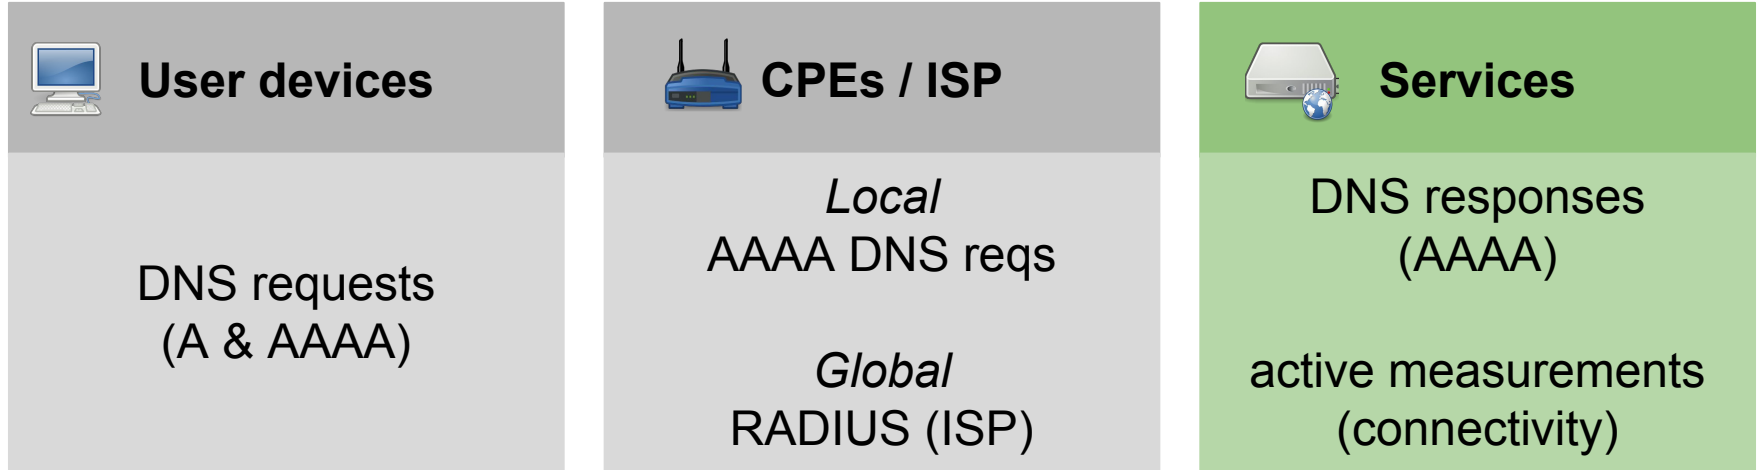 User devices
DNS requests
(A & AAAA)
CPEs / ISP
Local
AAAA DNS reqs
Global
RADIUS (ISP)
Services
DNS responses
(AAAA)
active measurements
(connectivity)